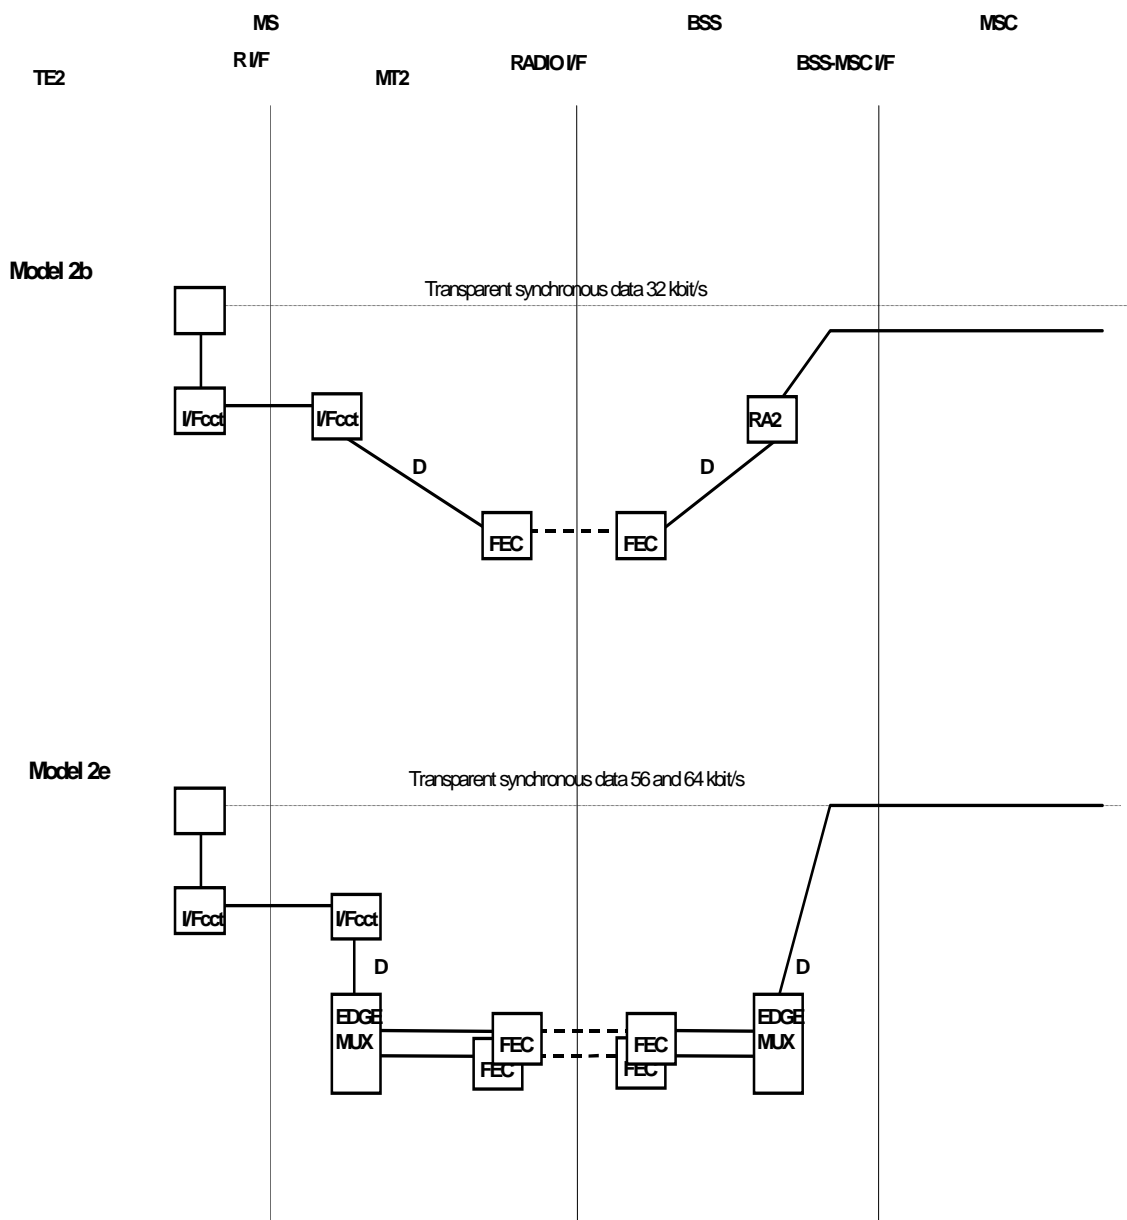 MS
BSS
MSC
R I/F
RADIO I/F
BSS-MSC I/F
TE2
MT2
Model 2b
Transparent synchronous data 32 kbit/s
I/Fcct
I/Fcct
RA2
D
D
FEC
FEC
Model 2e
Transparent synchronous data 56 and 64 kbit/s
I/Fcct
I/Fcct
D
D
EDGE
MUX
FEC
FEC
FEC
FEC
EDGE
MUX